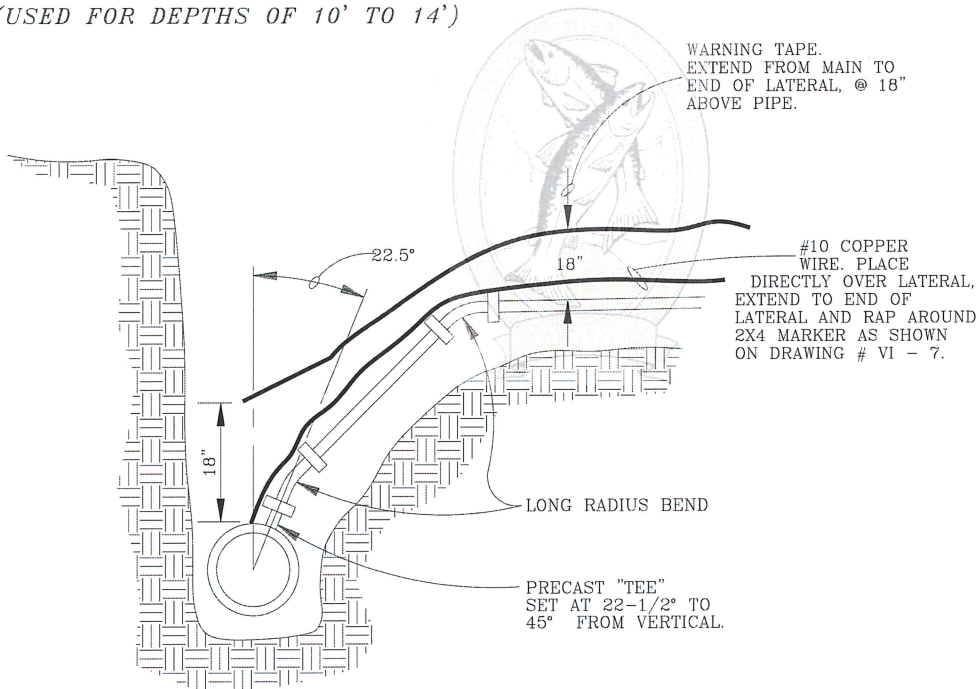 (USED FOR DEPTHS OF 10' TO 14')
WARNING TAPE.
EXTEND FROM MAIN TO
END OF LATERAL, @ 18"
ABOVE PIPE.
22.5°
18"
#10 COPPER
WIRE. PLACE
DIRECTLY OVER LATERAL,
EXTEND TO END OF
LATERAL AND RAP AROUND
2X4 MARKER AS SHOWN
ON DRAWING # VI - 7.
18"
LONG RADIUS BEND
PRECAST "TEE"
SET AT 22-1/2° TO
45° FROM VERTICAL.